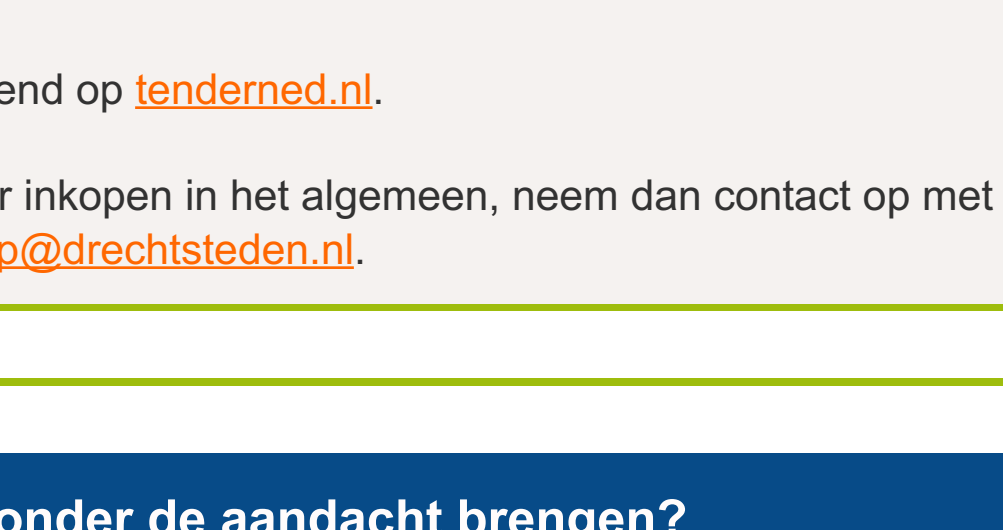 end op tenderned.nl.
r inkopen in het algemeen, neem dan contact op met
p@drechtsteden.nl.
onder de aandacht brengen?